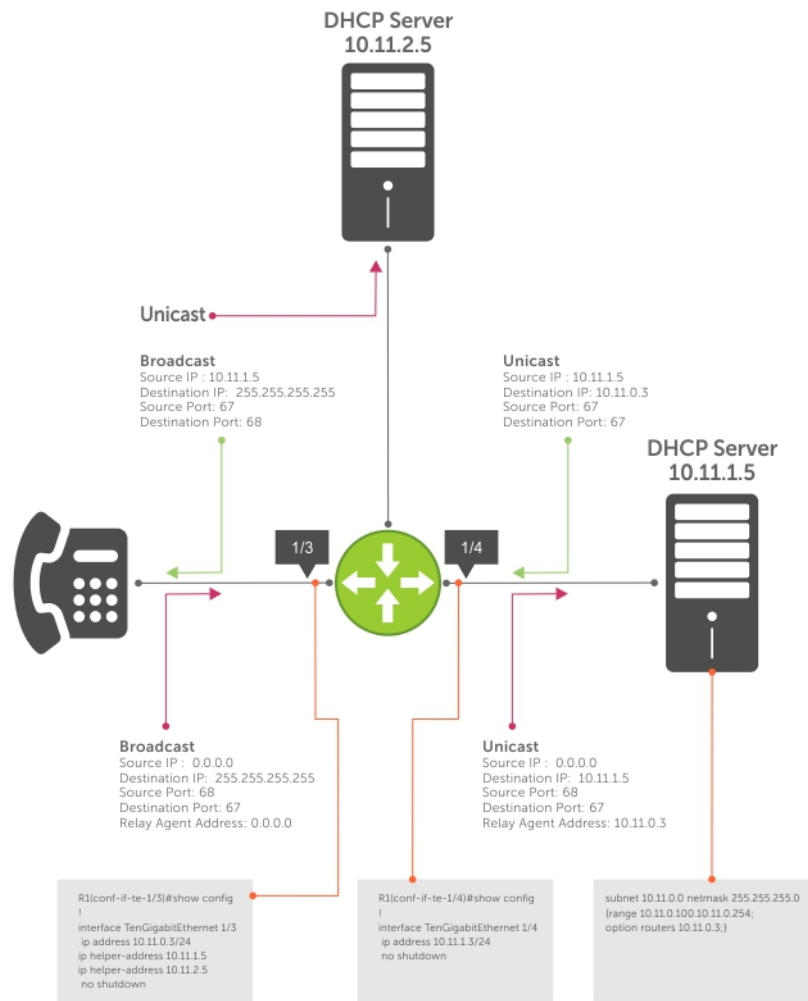 DHCP Server
10.11.2.5
Unicast
Broadcast
Source IP : 10.11.1.5
Destination IP: 255.255.255.255
Source Port: 67
Destination Port: 68
Unicast
Source IP : 10.11.1.5
Destination IP: 10.11.0.3
Source Port: 67
Destination Port: 67
DHCP Server
10.11.1.5
1/3
1/4
Broadcast
Source IP : 0.0.0.0
Destination IP: 255.255.255.255
Source Port: 68
Destination Port: 67
Relay Agent Address: 0.0.0.0
Unicast
Source IP : 0.0.0.0
Destination IP: 10.11.1.5
Source Port: 68
Destination Port: 67
Relay Agent Address: 10.11.0.3
R1(conf-if-te-1/3)#show config
!
interface TenGigabitEthernet 1/3
ip address 10.11.0.3/24
ip helper-address 10.11.1.5
ip helper-address 10.11.2.5
no shutdown
R1(conf-if-te-1/4)#show config
!
interface TenGigabitEthernet 1/4
ip address 10.11.1.3/24
no shutdown
subnet 10.11.0.0 netmask 255.255.255.0
{range 10.11.0.100.10.11.0.254;
option routers 10.11.0.3;}